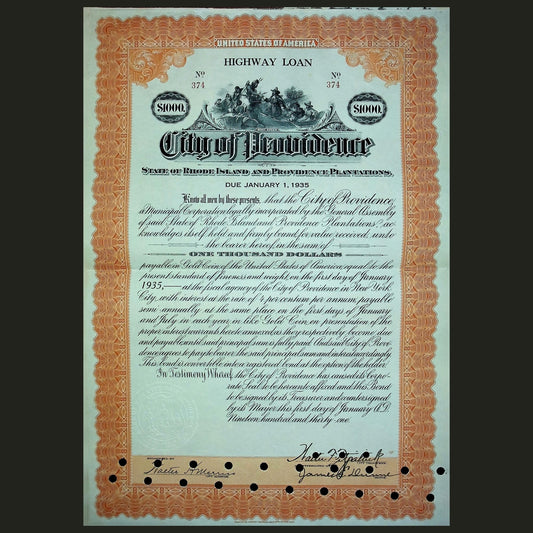 UNITED STATES OF AMERICA
HIGHWAY LOAN
No No
374 374
$1000. $1000.
City of Providence
STATE OF RHODE ISLAND AND PROVIDENCE PLANTATIONS,
DUE JANUARY 1, 1935
Know all men by these presents, that the City of Providence,
a Municipal Corporation legally incorporated by the General Assembly
of said State of Rhode Island and Providence Plantations, ac-
knowledges itself held and firmly bound, for value received, unto
the bearer hereof, in the sum of
ONE THOUSAND DOLLARS
payable in Gold Coin of the United States of America, equal to the
present standard of fineness and weight, on the first day of January
1935, at the fiscal agency of the City of Providence in New York
City, with interest at the rate of 4 per centum per annum, payable
semi-annually at the same place on the first days of January
and July in each year, in like Gold Coin, on presentation of the
proper interest warrants hereto annexed, as they respectively become due
and payable until said principal sum is fully paid. And said City of Provi-
dence agrees to pay to bearer the said principal sum and interest accordingly.
This bond is convertible into registered bond at the option of the holder.
In Testimony Whereof, the City of Providence has caused its Corpo-
rate Seal to be hereunto affixed and this Bond
to be signed by its Treasurer and countersigned
by its Mayor this first day of January A.D.
Nineteen hundred and thirty-one.
Walter F. Fitzpatrick
James E. Dunne